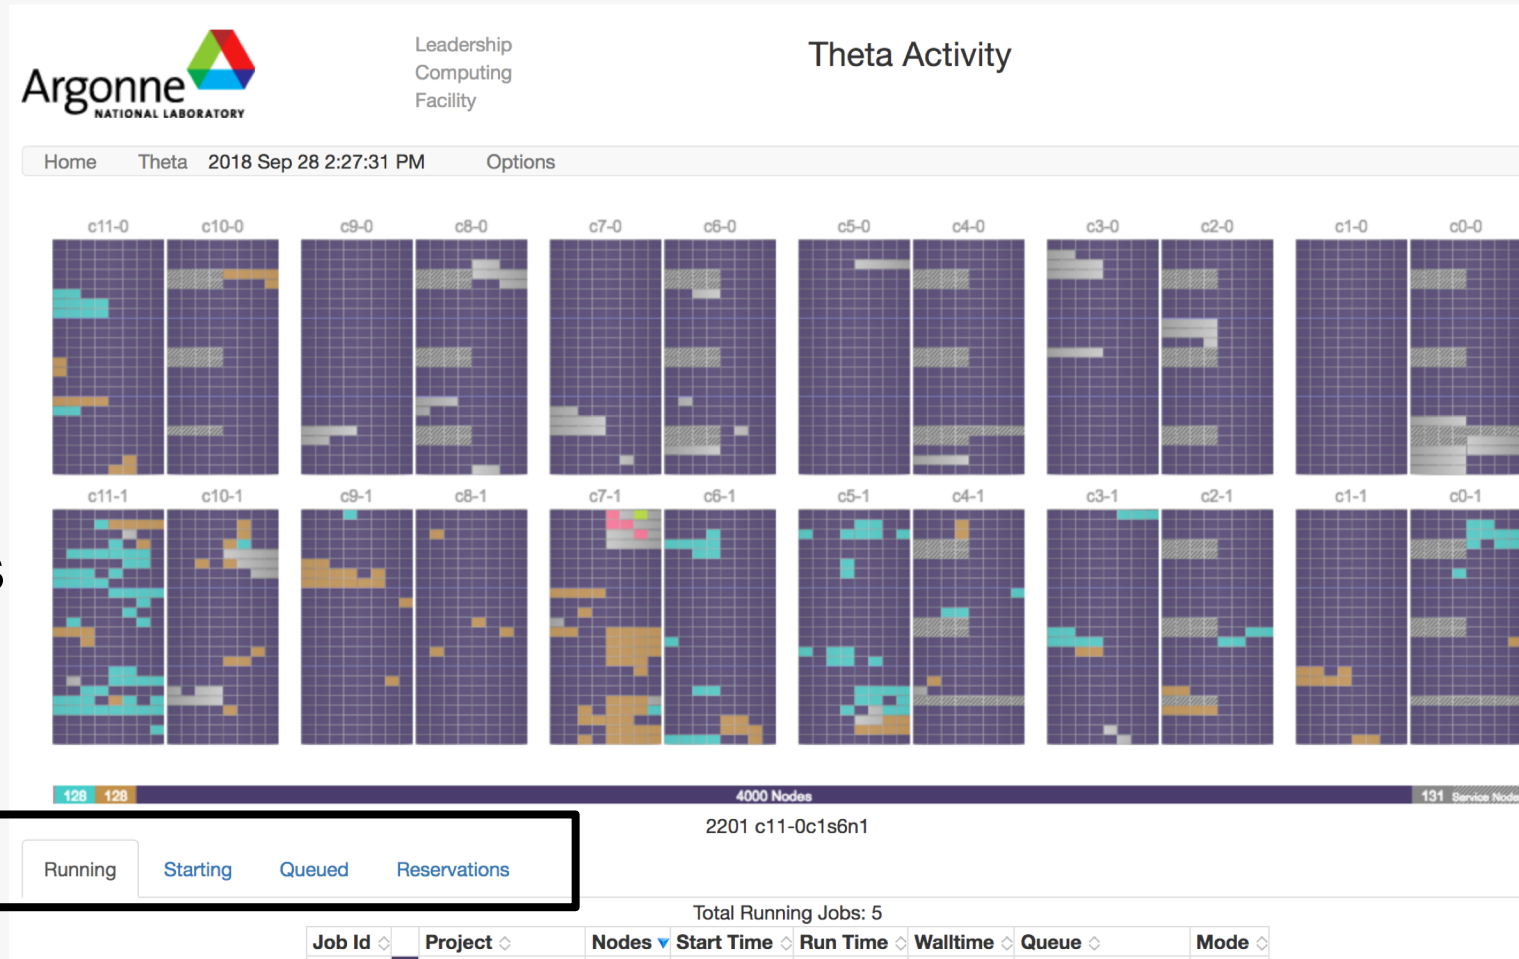 Argonne
NATIONAL LABORATORY
Leadership
Computing
Facility
Theta Activity
Home Theta 2018 Sep 28 2:27:31 PM Options
c11-0 c10-0 c9-0 c8-0 c7-0 c6-0 c5-0 c4-0 c3-0 c2-0 c1-0 c0-0
c11-1 c10-1 c9-1 c8-1 c7-1 c6-1 c5-1 c4-1 c3-1 c2-1 c1-1 c0-1
s
128 128 4000 Nodes 131 Service Node
2201 c11-0c1s6n1
Running Starting Queued Reservations
Total Running Jobs: 5
Job Id Project Nodes Start Time Run Time Walltime Queue Mode